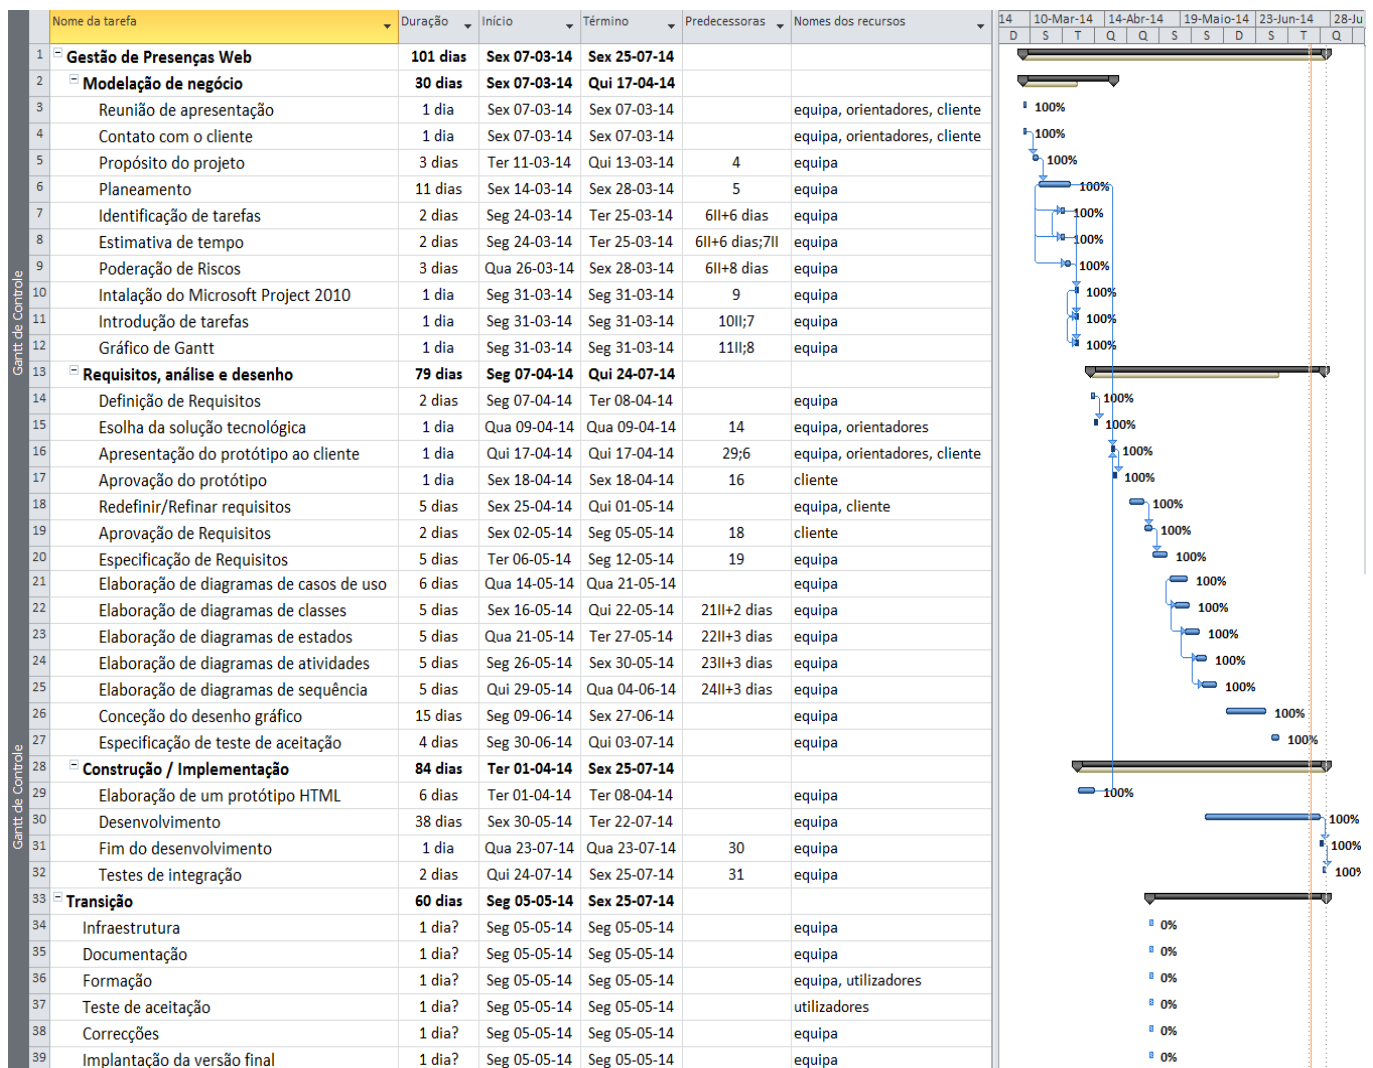 Nome da tarefa Duração Início Término Predecessoras Nomes dos recursos 14 10-Mar-14 14-Abr-14 19-Maio-14 23-Jun-14 28-Ju
D S T Q Q S S D S T Q
1 Gestão de Presenças Web 101 dias Sex 07-03-14 Sex 25-07-14
2 Modelação de negócio 30 dias Sex 07-03-14 Qui 17-04-14
3 Reunião de apresentação 1 dia Sex 07-03-14 Sex 07-03-14 equipa, orientadores, cliente 100%
4 Contato com o cliente 1 dia Sex 07-03-14 Sex 07-03-14 equipa, orientadores, cliente 100%
5 Propósito do projeto 3 dias Ter 11-03-14 Qui 13-03-14 4 equipa 100%
6 Planeamento 11 dias Sex 14-03-14 Sex 28-03-14 5 equipa 100%
7 Identificação de tarefas 2 dias Seg 24-03-14 Ter 25-03-14 6II+6 dias equipa 100%
8 Estimativa de tempo 2 dias Seg 24-03-14 Ter 25-03-14 6II+6 dias;7II equipa 100%
9 Poderação de Riscos 3 dias Qua 26-03-14 Sex 28-03-14 6II+8 dias equipa 100%
10 Intalação do Microsoft Project 2010 1 dia Seg 31-03-14 Seg 31-03-14 9 equipa 100%
11 Introdução de tarefas 1 dia Seg 31-03-14 Seg 31-03-14 10II;7 equipa 100%
12 Gráfico de Gantt 1 dia Seg 31-03-14 Seg 31-03-14 11II;8 equipa 100%
Gantt de Controle
13 Requisitos, análise e desenho 79 dias Seg 07-04-14 Qui 24-07-14
14 Definição de Requisitos 2 dias Seg 07-04-14 Ter 08-04-14 equipa 100%
15 Esolha da solução tecnológica 1 dia Qua 09-04-14 Qua 09-04-14 14 equipa, orientadores 100%
16 Apresentação do protótipo ao cliente 1 dia Qui 17-04-14 Qui 17-04-14 29;6 equipa, orientadores, cliente 100%
17 Aprovação do protótipo 1 dia Sex 18-04-14 Sex 18-04-14 16 cliente 100%
18 Redefinir/Refinar requisitos 5 dias Sex 25-04-14 Qui 01-05-14 equipa, cliente 100%
19 Aprovação de Requisitos 2 dias Sex 02-05-14 Seg 05-05-14 18 cliente 100%
20 Especificação de Requisitos 5 dias Ter 06-05-14 Seg 12-05-14 19 equipa 100%
21 Elaboração de diagramas de casos de uso 6 dias Qua 14-05-14 Qua 21-05-14 equipa 100%
22 Elaboração de diagramas de classes 5 dias Sex 16-05-14 Qui 22-05-14 21II+2 dias equipa 100%
23 Elaboração de diagramas de estados 5 dias Qua 21-05-14 Ter 27-05-14 22II+3 dias equipa 100%
24 Elaboração de diagramas de atividades 5 dias Seg 26-05-14 Sex 30-05-14 23II+3 dias equipa 100%
25 Elaboração de diagramas de sequência 5 dias Qui 29-05-14 Qua 04-06-14 24II+3 dias equipa 100%
26 Conceção do desenho gráfico 15 dias Seg 09-06-14 Sex 27-06-14 equipa 100%
27 Especificação de teste de aceitação 4 dias Seg 30-06-14 Qui 03-07-14 equipa 100%
28 Construção / Implementação 84 dias Ter 01-04-14 Sex 25-07-14
29 Elaboração de um protótipo HTML 6 dias Ter 01-04-14 Ter 08-04-14 equipa 100%
30 Desenvolvimento 38 dias Sex 30-05-14 Ter 22-07-14 equipa 100%
Gantt de Controle
31 Fim do desenvolvimento 1 dia Qua 23-07-14 Qua 23-07-14 30 equipa 100%
32 Testes de integração 2 dias Qui 24-07-14 Sex 25-07-14 31 equipa 100%
33 Transição 60 dias Seg 05-05-14 Sex 25-07-14
34 Infraestrutura 1 dia? Seg 05-05-14 Seg 05-05-14 equipa 0%
35 Documentação 1 dia? Seg 05-05-14 Seg 05-05-14 equipa 0%
36 Formação 1 dia? Seg 05-05-14 Seg 05-05-14 equipa, utilizadores 0%
37 Teste de aceitação 1 dia? Seg 05-05-14 Seg 05-05-14 utilizadores 0%
38 Correcções 1 dia? Seg 05-05-14 Seg 05-05-14 equipa 0%
39 Implantação da versão final 1 dia? Seg 05-05-14 Seg 05-05-14 equipa 0%